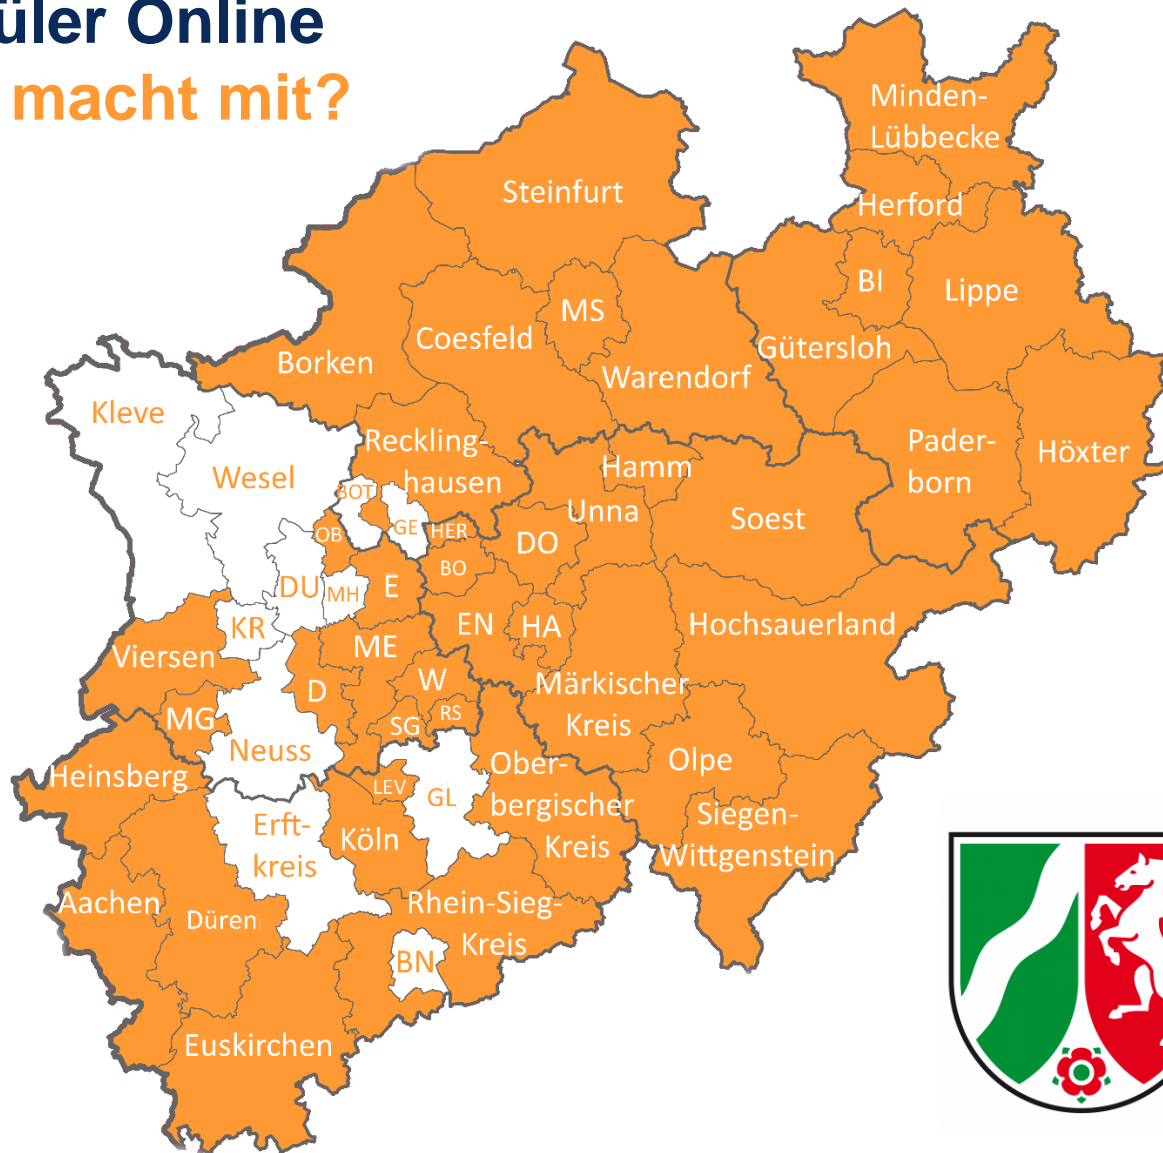 üler Online
macht mit?
Minden-
Lübbecke
Steinfurt
Herford
BI
Lippe
MS
Coesfeld
Gütersloh
Borken
Warendorf
Kleve
Reckling-
hausen
Pader-
born
Höxter
Hamm
Wesel
BOT
Unna
Soest
OB
GE
HER
DO
BO
DU
MH
E
KR
EN
HA
Hochsauerland
Viersen
ME
W
Märkischer
Kreis
D
RS
SG
MG
Neuss
Olpe
Heinsberg
Ober-
bergischer
Kreis
LEV
GL
Erft-
kreis
Köln
Siegen-
Wittgenstein
Aachen
Düren
Rhein-Sieg-
Kreis
BN
Euskirchen